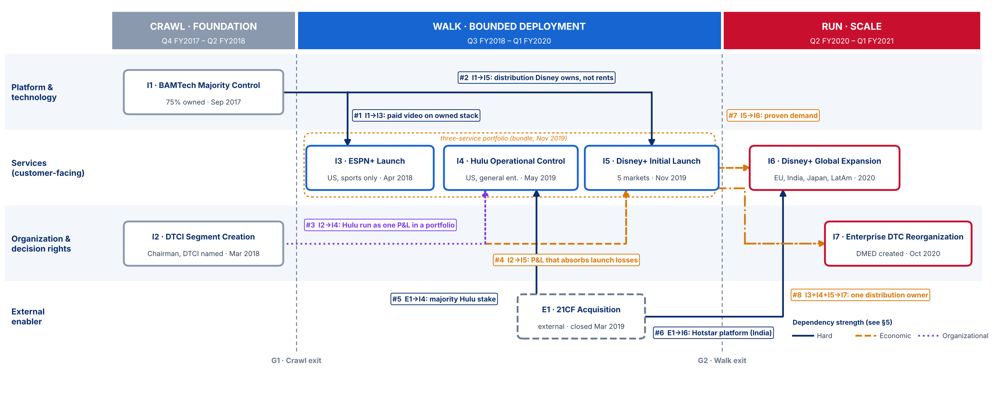 CRAWL · FOUNDATION
Q4 FY2017 – Q2 FY2018
WALK · BOUNDED DEPLOYMENT
Q3 FY2018 – Q1 FY2020
RUN · SCALE
Q2 FY2020 – Q1 FY2021
Platform &
technology
I1 · BAMTech Majority Control
75% owned · Sep 2017
#2 I1→I5: distribution Disney owns, not rents
#1 I1→I3: paid video on owned stack
#7 I5→I6: proven demand
three-service portfolio (bundle, Nov 2019)
Services
(customer-facing)
I3 · ESPN+ Launch
US, sports only · Apr 2018
I4 · Hulu Operational Control
US, general ent. · May 2019
I5 · Disney+ Initial Launch
5 markets · Nov 2019
I6 · Disney+ Global Expansion
EU, India, Japan, LatAm · 2020
Organization &
decision rights
I2 · DTCI Segment Creation
Chairman, DTCI named · Mar 2018
#3 I2→I4: Hulu run as one P&L in a portfolio
#4 I2→I5: P&L that absorbs launch losses
I7 · Enterprise DTC Reorganization
DMED created · Oct 2020
External
enabler
#5 E1→I4: majority Hulu stake
E1 · 21CF Acquisition
external · closed Mar 2019
#6 E1→I6: Hotstar platform (India)
#8 I3+I4+I5→I7: one distribution owner
Dependency strength (see §5)
Hard
Economic
Organizational
G1 · Crawl exit
G2 · Walk exit